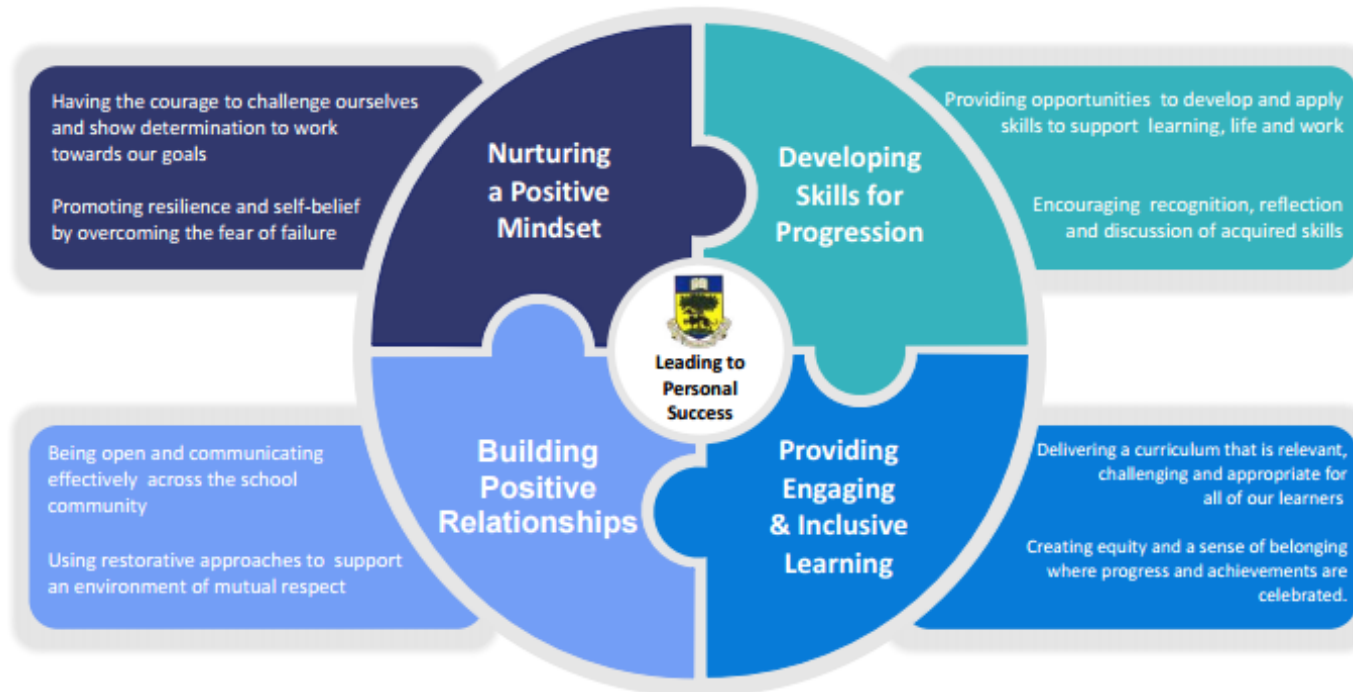 Having the courage to challenge ourselves
and show determination to work
towards our goals
Promoting resilience and self-belief
by overcoming the fear of failure
Nurturing
a Positive
Mindset
Developing
Skills for
Progression
Providing opportunities to develop and apply
skills to support learning, life and work
Encouraging recognition, reflection
and discussion of acquired skills
Leading to
Personal
Success
Being open and communicating
effectively across the school
community
Using restorative approaches to support
an environment of mutual respect
Building
Positive
Relationships
Providing
Engaging
& Inclusive
Learning
Delivering a curriculum that is relevant,
challenging and appropriate for
all of our learners
Creating equity and a sense of belonging
where progress and achievements are
celebrated.